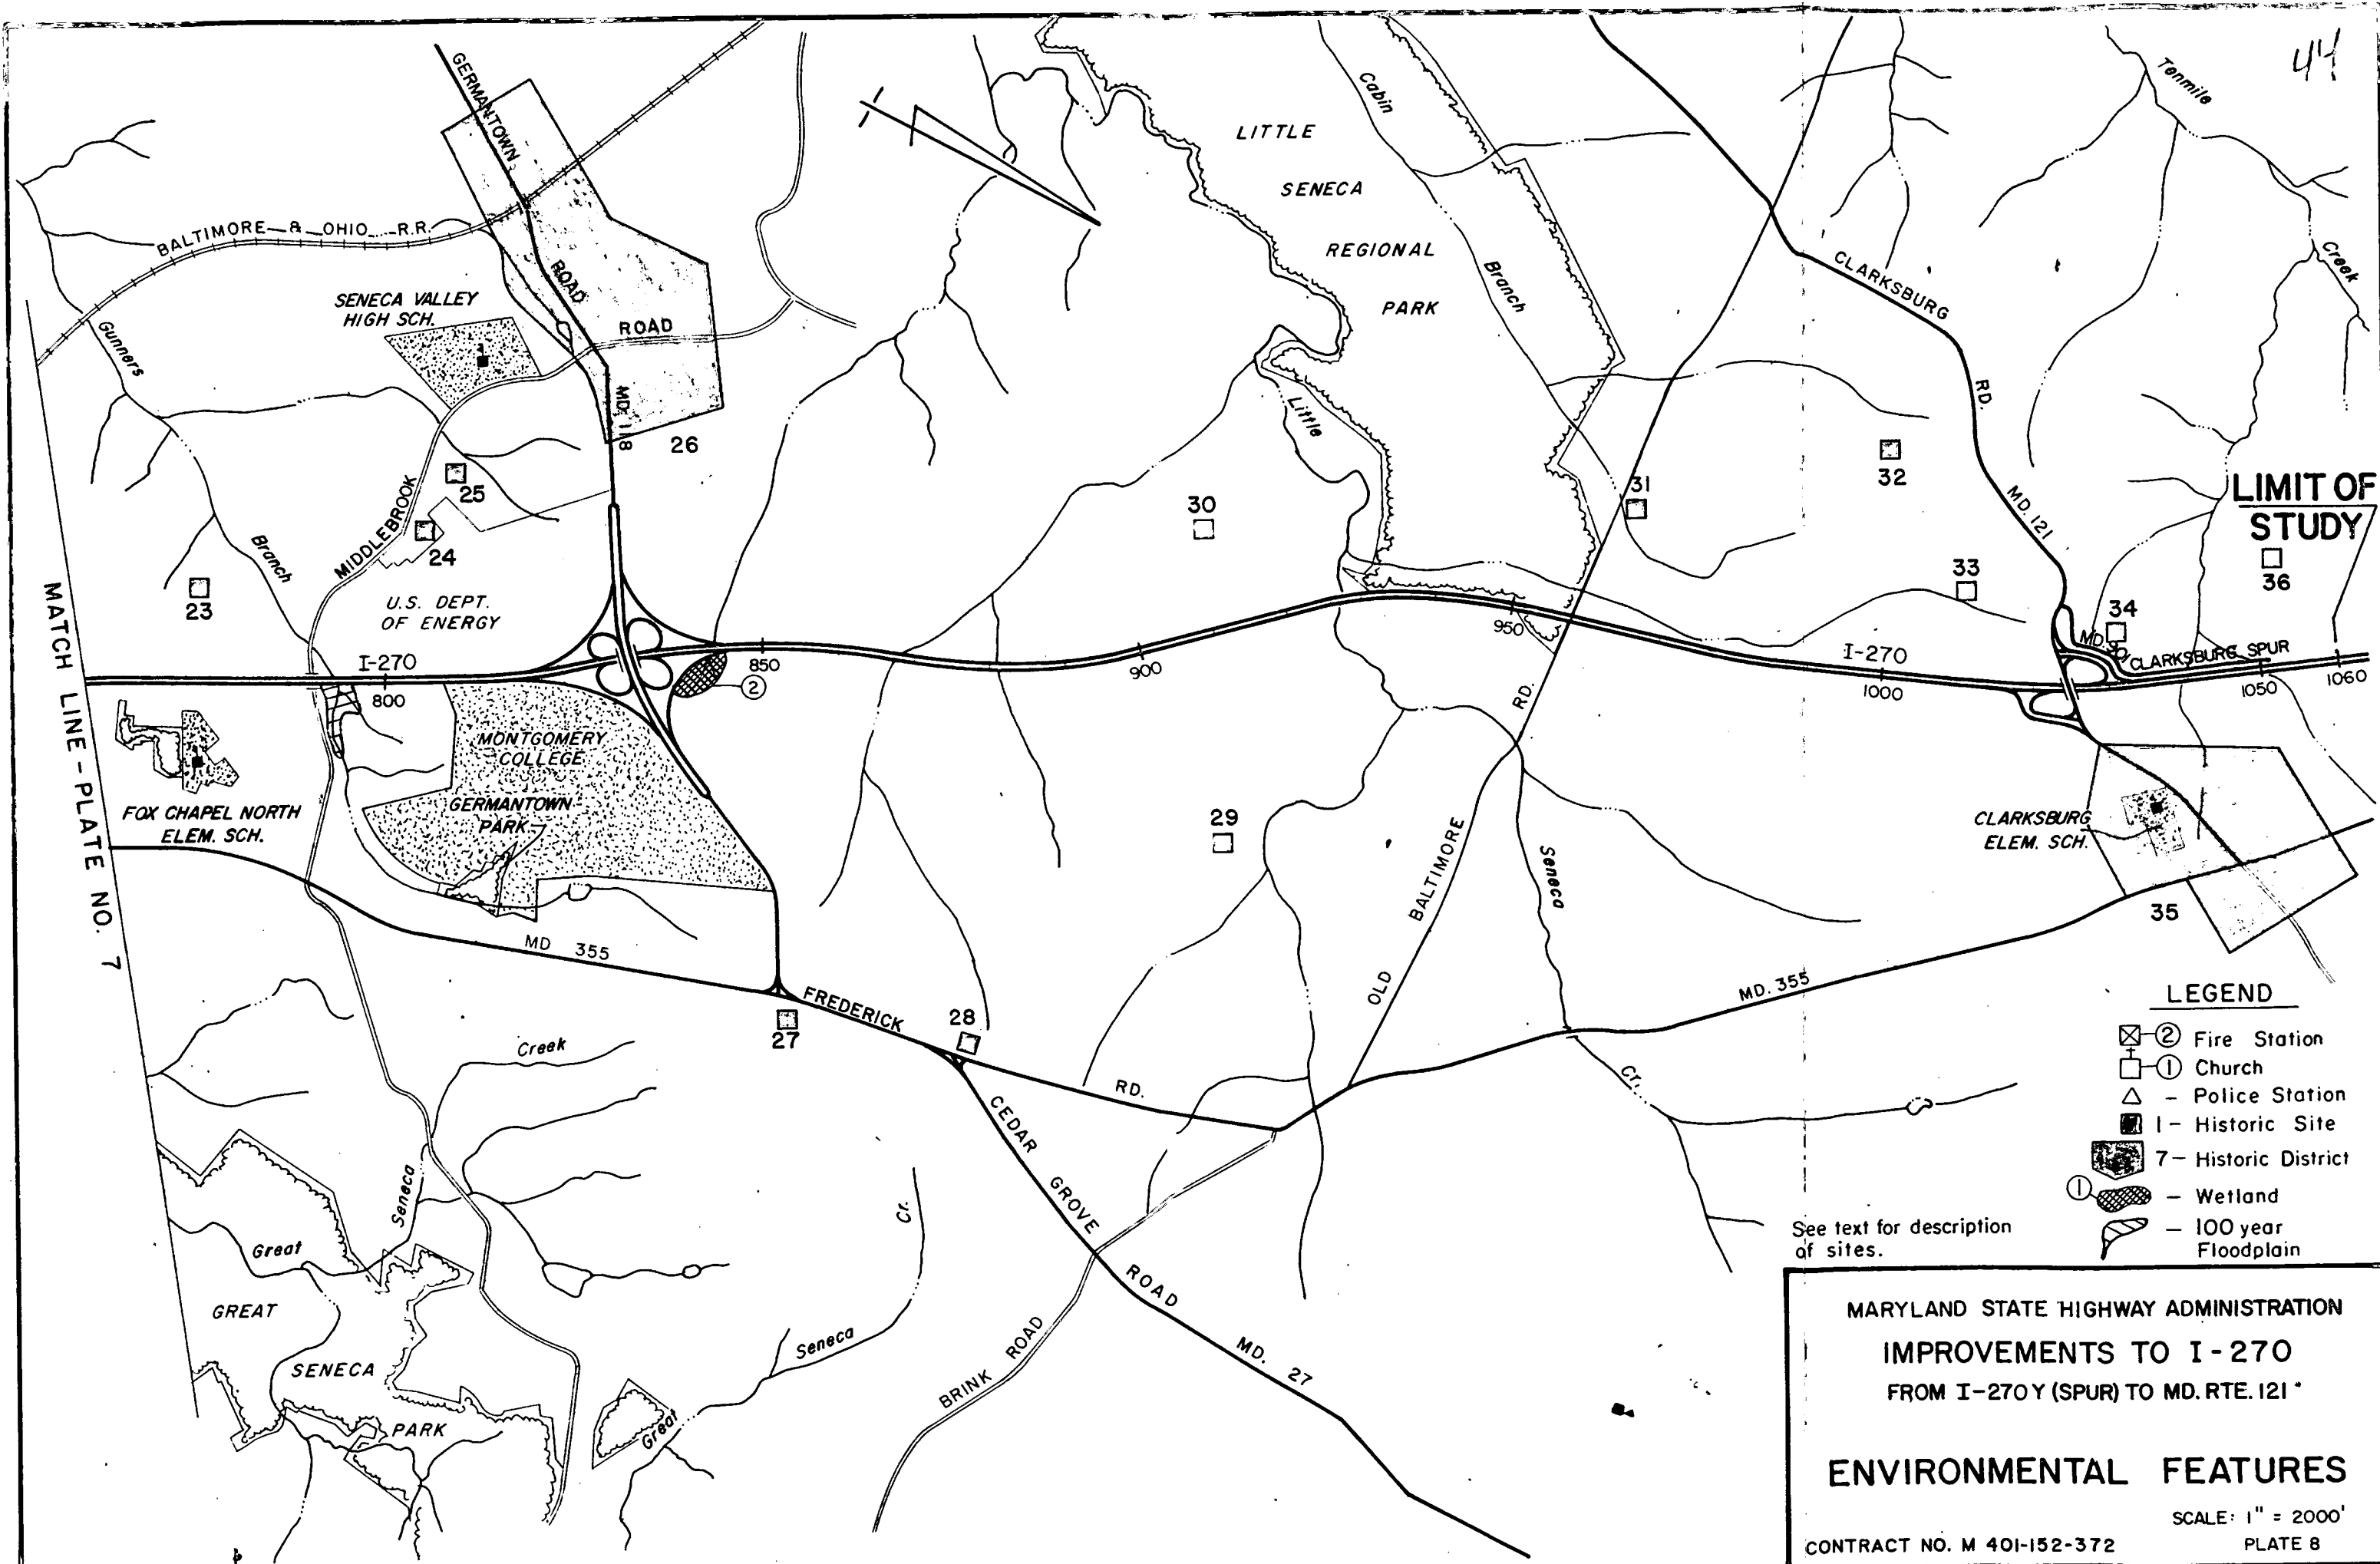 44
GERMANTOWN
ROAD
BALTIMORE & OHIO R.R.
SENECA VALLEY
HIGH SCH.
ROAD
MD. 118
26
Gunners
Branch
25
24
MIDDLEBROOK
23
U.S. DEPT.
OF ENERGY
LITTLE
SENECA
REGIONAL
PARK
Cabin
Branch
Little
30
31
32
33
34
36
Tenmile
Creek
CLARKSBURG
RD.
MD. 121
LIMIT OF
STUDY
MATCH LINE - PLATE NO. 7
I-270
800
850
2
900
950
I-270
1000
CLARKSBURG SPUR
1050
1060
FOX CHAPEL NORTH
ELEM. SCH.
MONTGOMERY
COLLEGE
GERMANTOWN
PARK
29
OLD
BALTIMORE
RD.
Seneca
Cr.
CLARKSBURG
ELEM. SCH.
35
MD 355
FREDERICK
RD.
MD. 355
27
28
Creek
Seneca
Great
GREAT
SENECA
PARK
Great
Seneca
Cr.
CEDAR
GROVE
ROAD
MD. 27
BRINK ROAD
LEGEND
2 Fire Station
1 Church
- Police Station
1 - Historic Site
7 - Historic District
1 - Wetland
- 100 year
Floodplain
See text for description
of sites.
MARYLAND STATE HIGHWAY ADMINISTRATION
IMPROVEMENTS TO I-270
FROM I-270Y (SPUR) TO MD. RTE. 121
ENVIRONMENTAL FEATURES
SCALE: 1" = 2000'
CONTRACT NO. M 401-152-372
PLATE 8